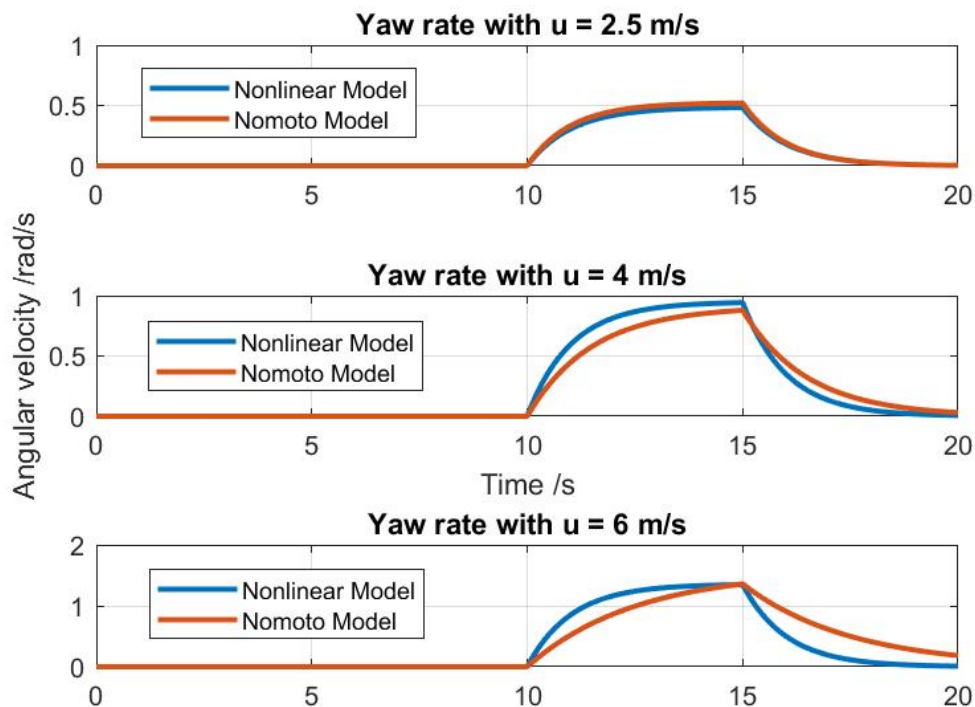 Yaw rate with u = 2.5 m/s
1
0.5
0
Nonlinear Model
Nomoto Model
0 5 10 15 20
Angular velocity /rad/s
Yaw rate with u = 4 m/s
1
0.5
0
Nonlinear Model
Nomoto Model
0 5 10 15 20
Time /s
Yaw rate with u = 6 m/s
2
1
0
Nonlinear Model
Nomoto Model
0 5 10 15 20